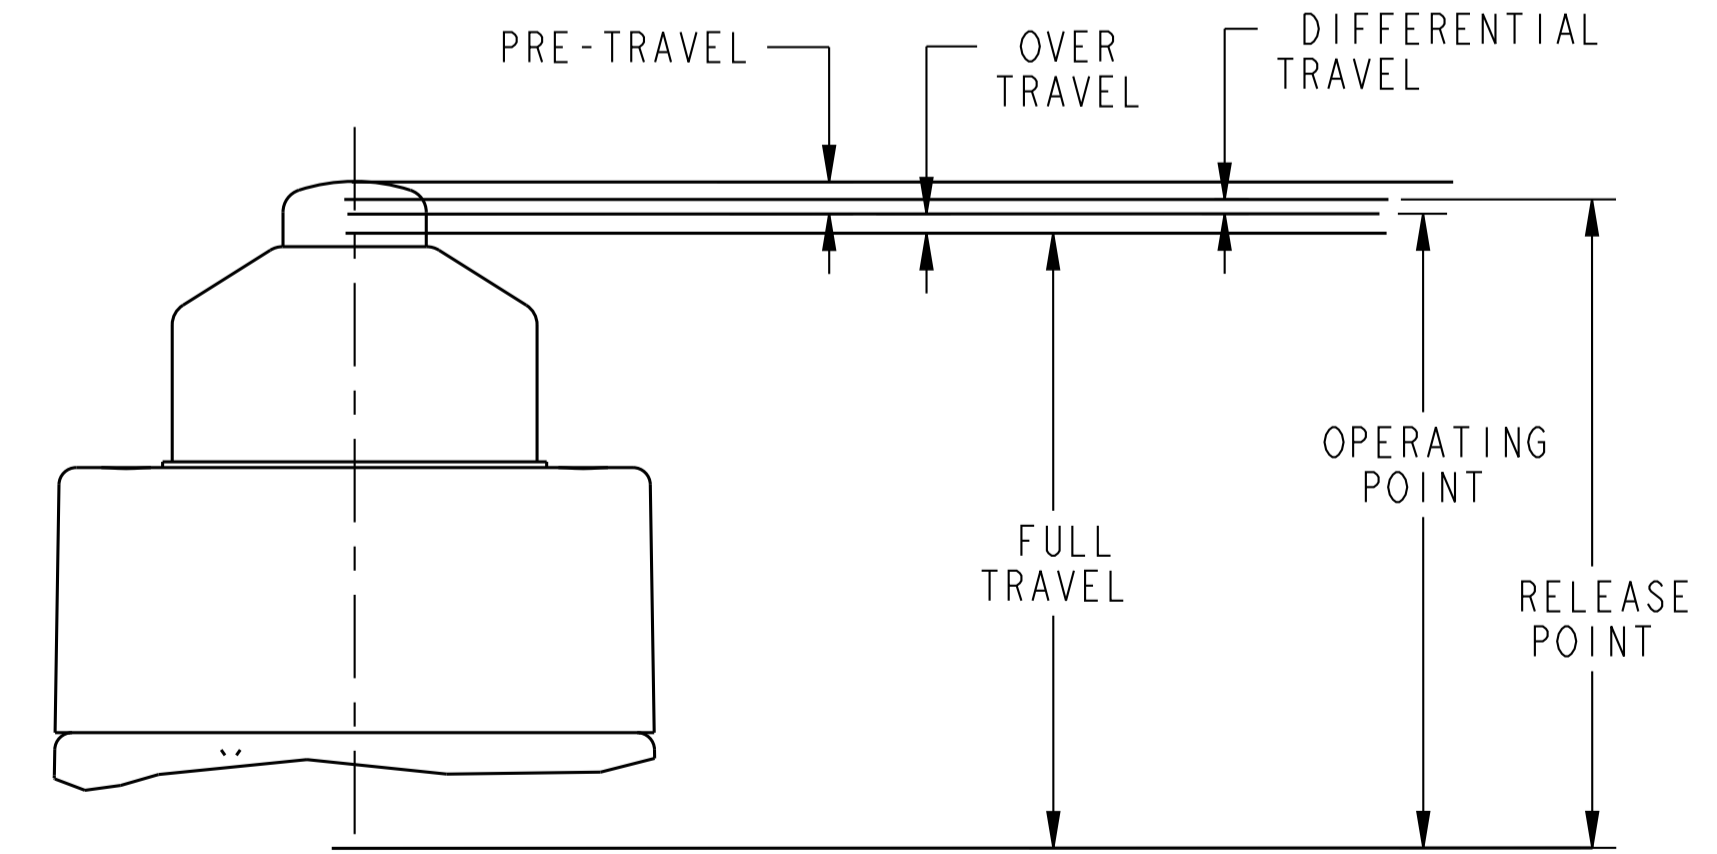 PRE-TRAVEL
OVER
TRAVEL
DIFFERENTIAL
TRAVEL
OPERATING
POINT
FULL
TRAVEL
RELEASE
POINT